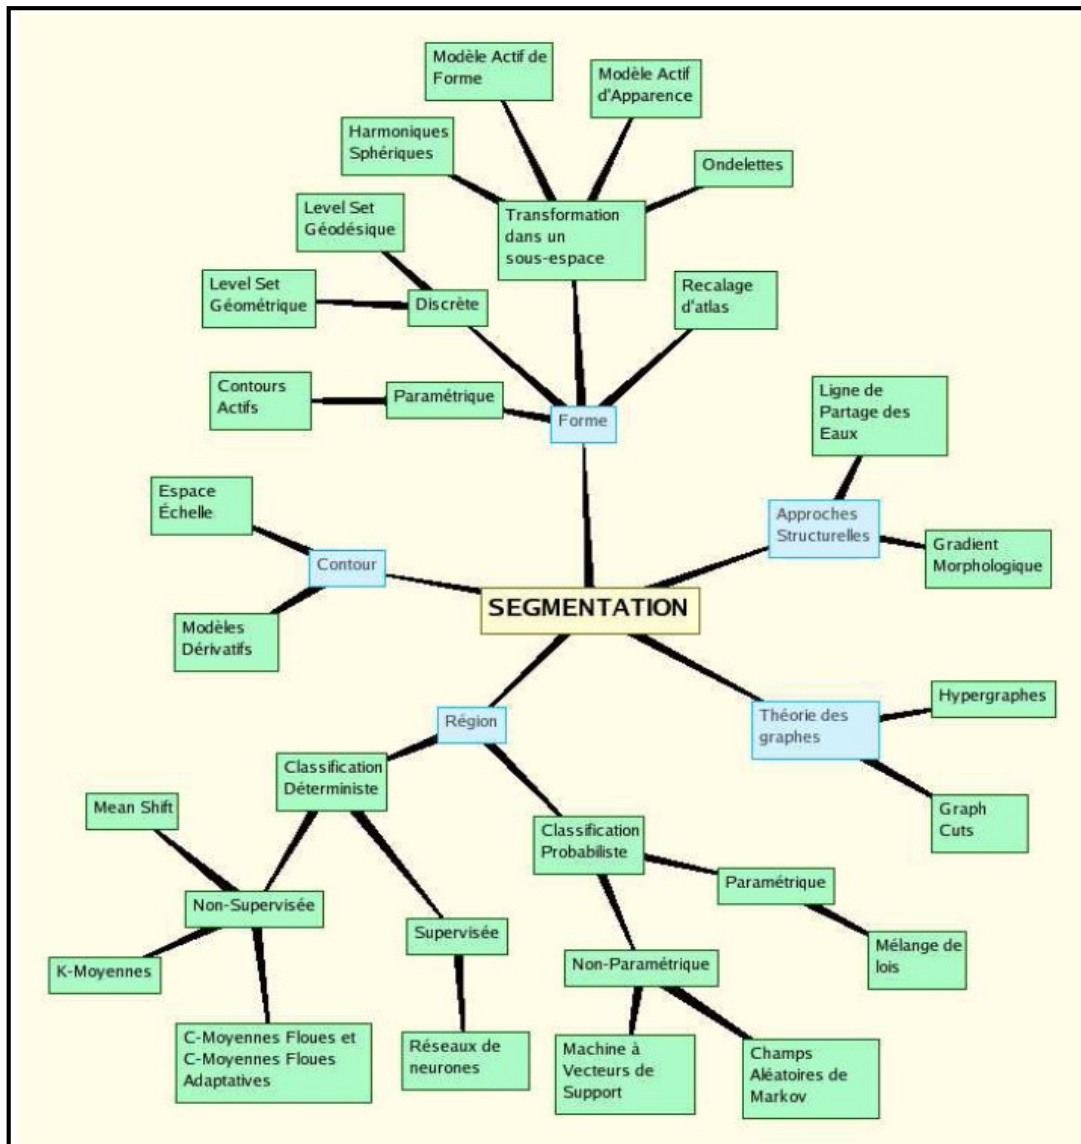 Modèle Actif de
Forme
Modèle Actif
d'Apparence
Harmoniques
Sphériques
Ondelettes
Level Set
Géodésique
Transformation
dans un
sous-espace
Level Set
Géométrique
Discrète
Recalage
d'atlas
Contours
Actifs
Paramétrique
Forme
Ligne de
Partage des
Eaux
Espace
Échelle
Approches
Structurelles
Contour
Gradient
Morphologique
SEGMENTATION
Modèles
Dérivatifs
Région
Théorie des
graphes
Hypergraphes
Classification
Déterministe
Mean Shift
Classification
Probabiliste
Graph
Cuts
Paramétrique
Non-Supervisée
Supervisée
Mélange de
lois
K-Moyennes
Non-Paramétrique
C-Moyennes Floues et
C-Moyennes Floues
Adaptatives
Réseaux de
neurones
Machine à
Vecteurs de
Support
Champs
Aléatoires de
Markov